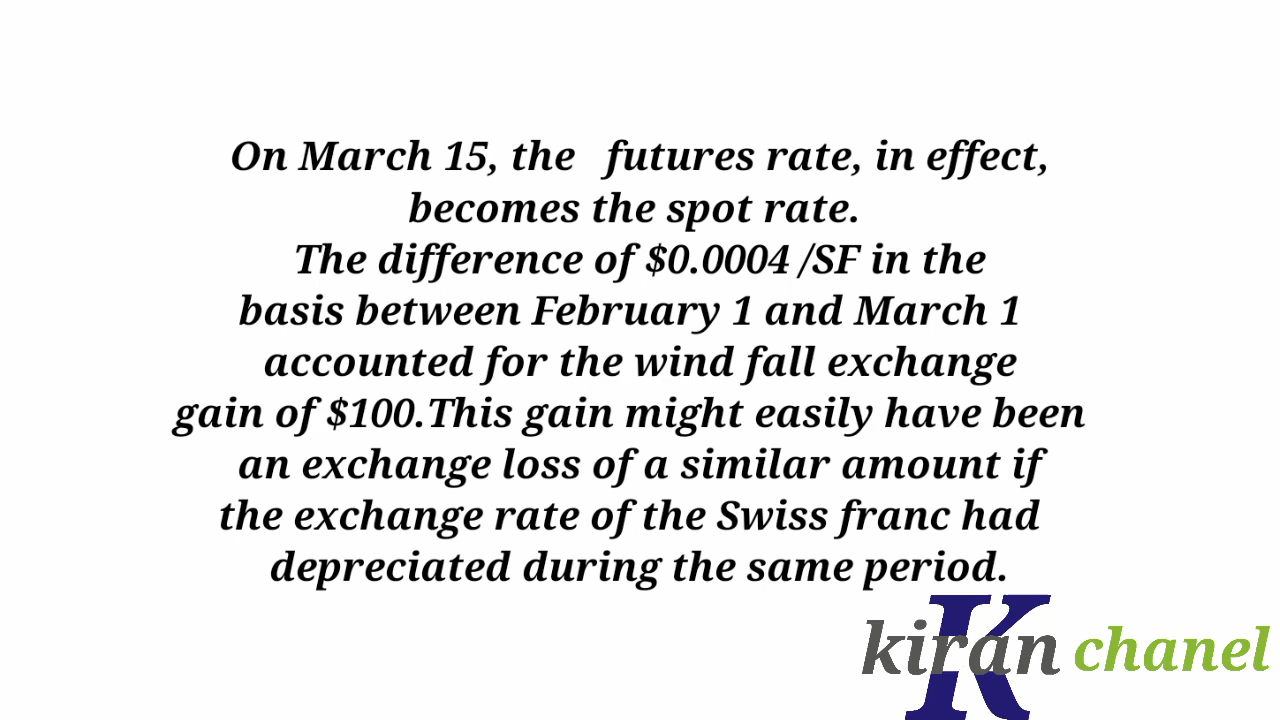 On March 15, the futures rate, in effect,
becomes the spot rate.
The difference of $0.0004 /SF in the
basis between February 1 and March 1
accounted for the wind fall exchange
gain of $100.This gain might easily have been
an exchange loss of a similar amount if
the exchange rate of the Swiss franc had
depreciated during the same period.
K
kiran chanel